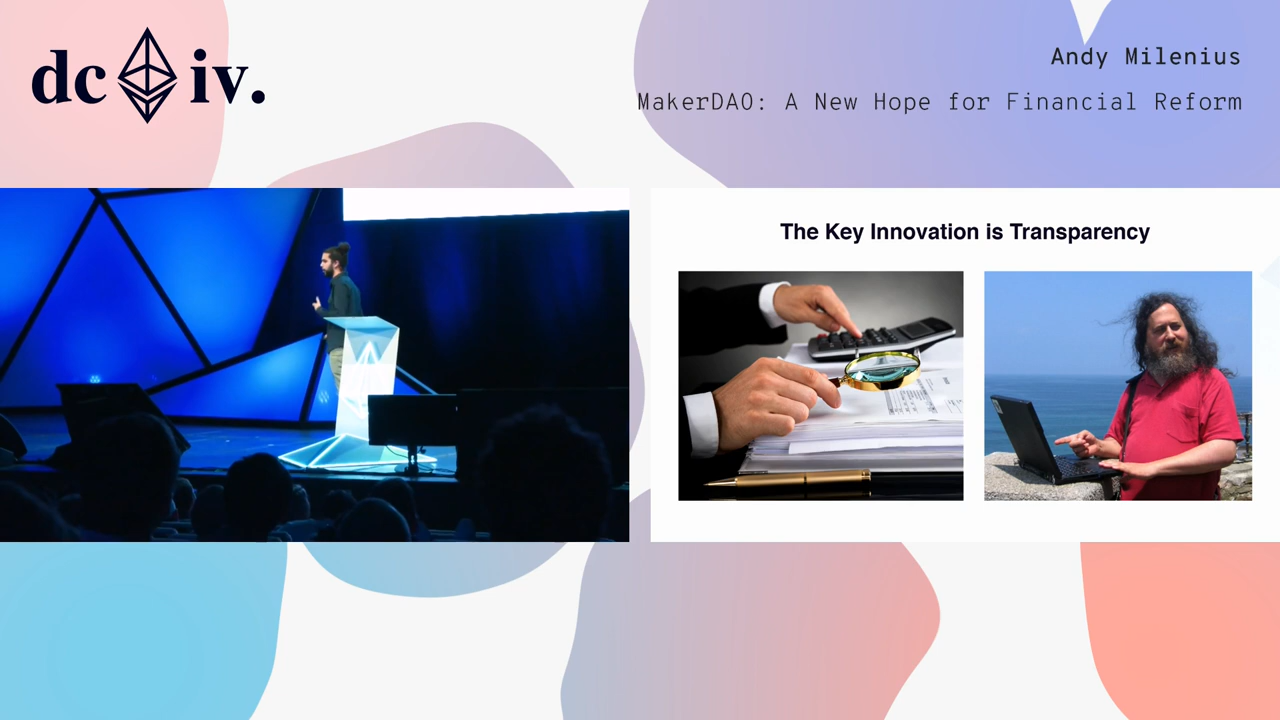 dc iv.
Andy Milenius
MakerDAO: A New Hope for Financial Reform
The Key Innovation is Transparency